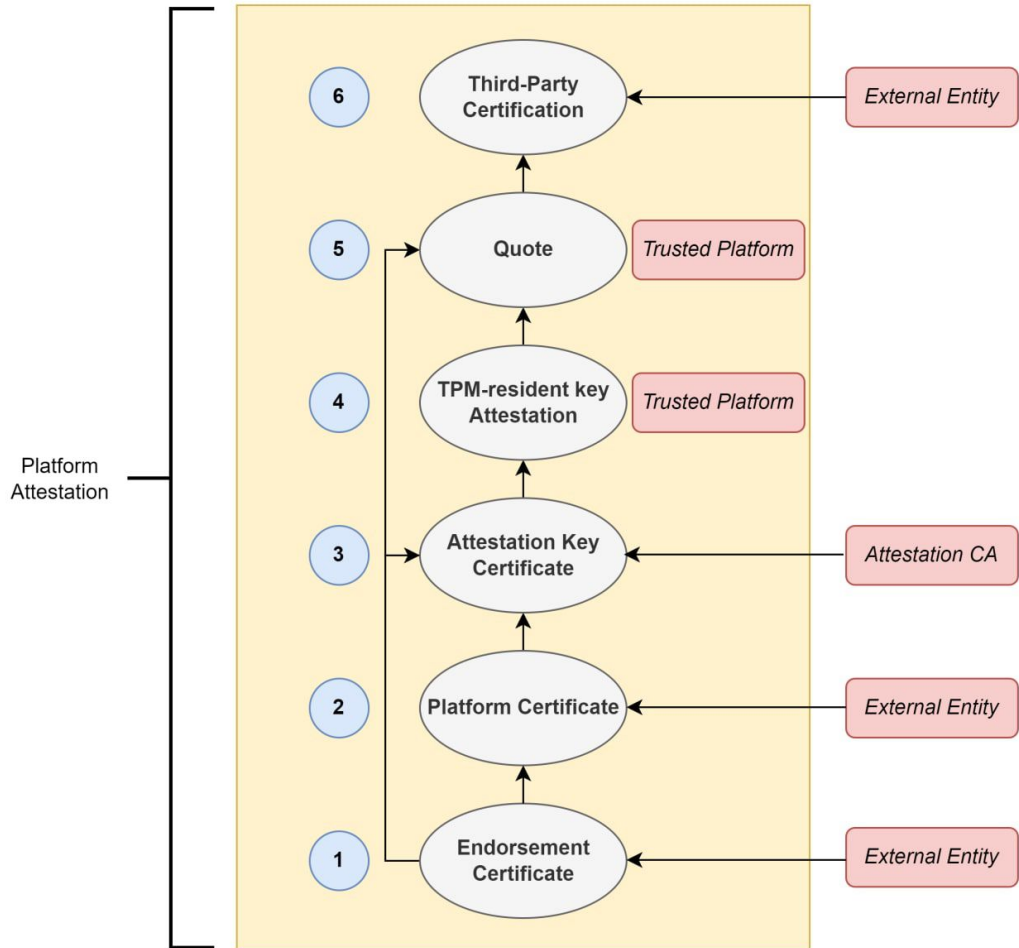 6
Third-Party
Certification
External Entity
5
Quote
Trusted Platform
4
TPM-resident key
Attestation
Trusted Platform
Platform
Attestation
3
Attestation Key
Certificate
Attestation CA
2
Platform Certificate
External Entity
1
Endorsement
Certificate
External Entity